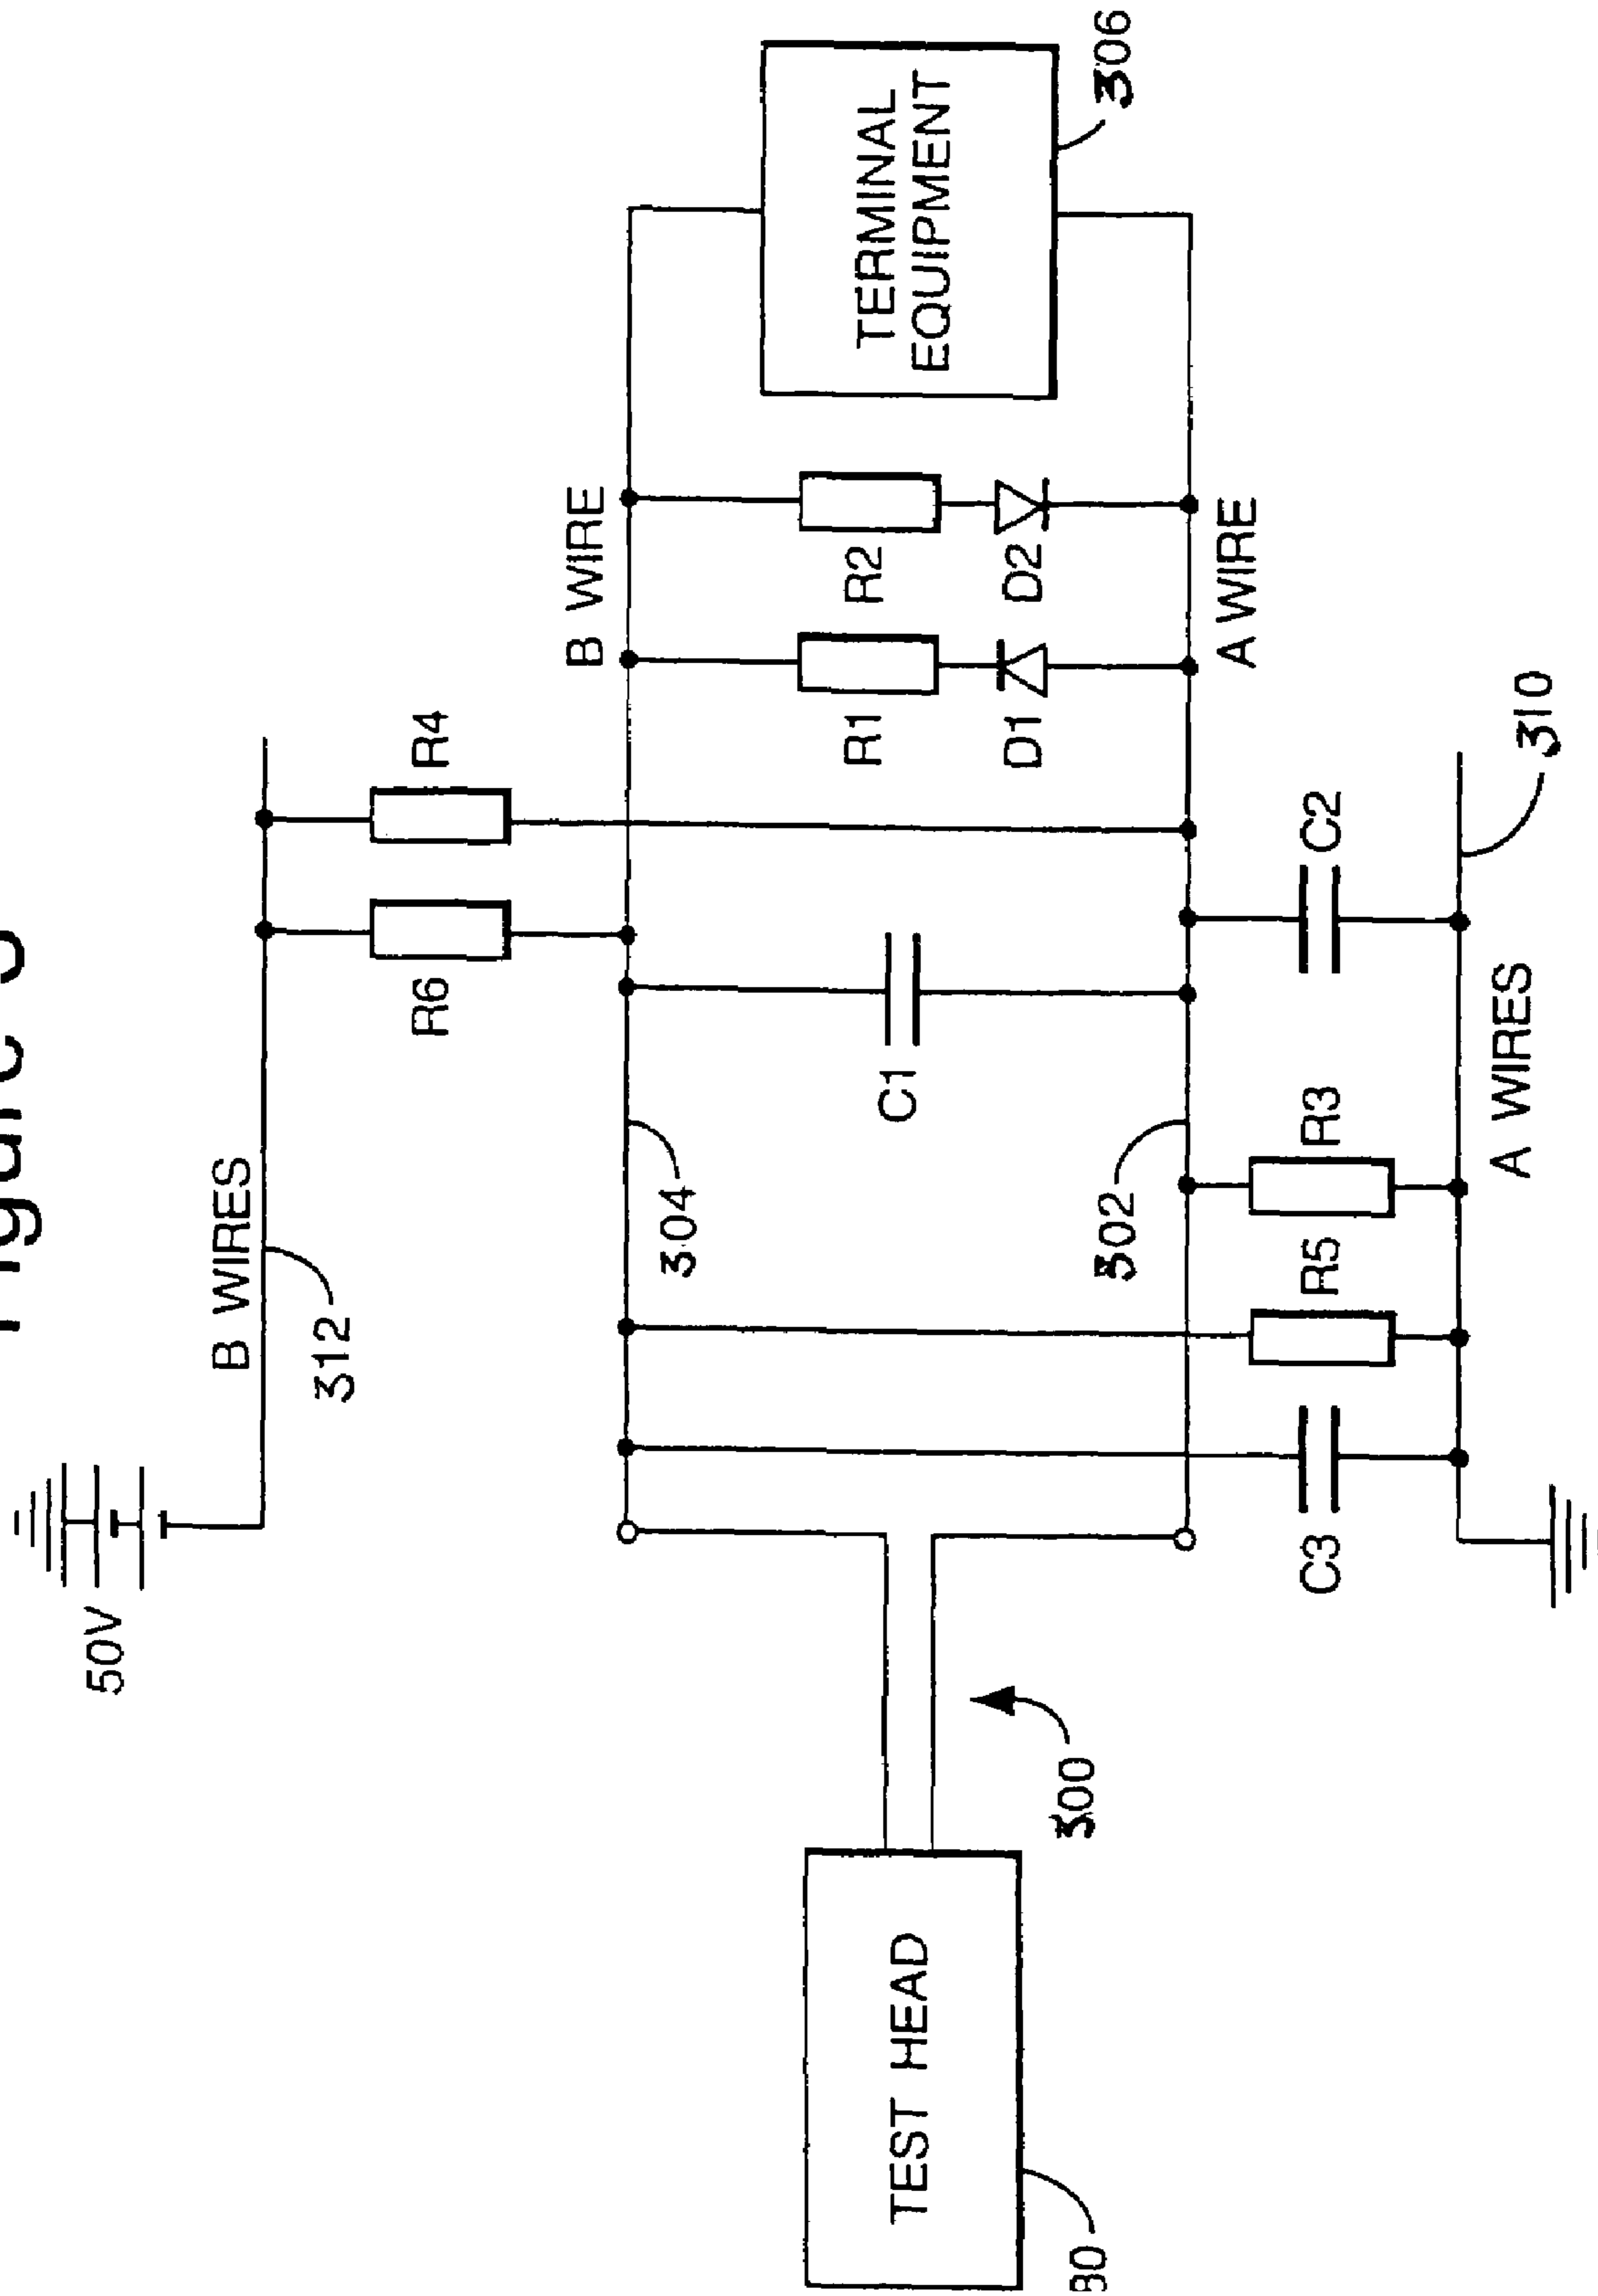 50V
B WIRES
312
R6
R4
B WIRE
304
C1
R1
R2
D1
D2
TERMINAL
EQUIPMENT
306
TEST HEAD
300
302
A WIRE
C3
R5
R3
C2
A WIRES
310